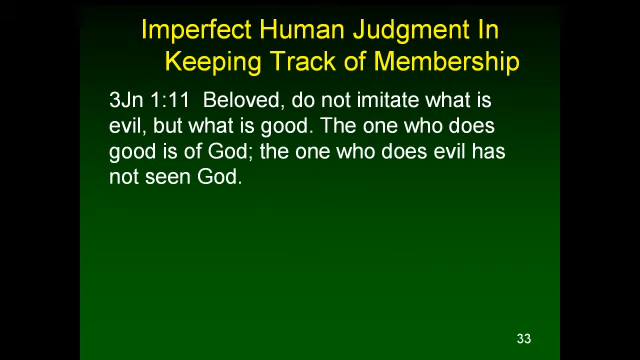 Imperfect Human Judgment In
Keeping Track of Membership
3Jn 1:11  Beloved, do not imitate what is
evil, but what is good.  The one who does
good is of God; the one who does evil has
not seen God.
33